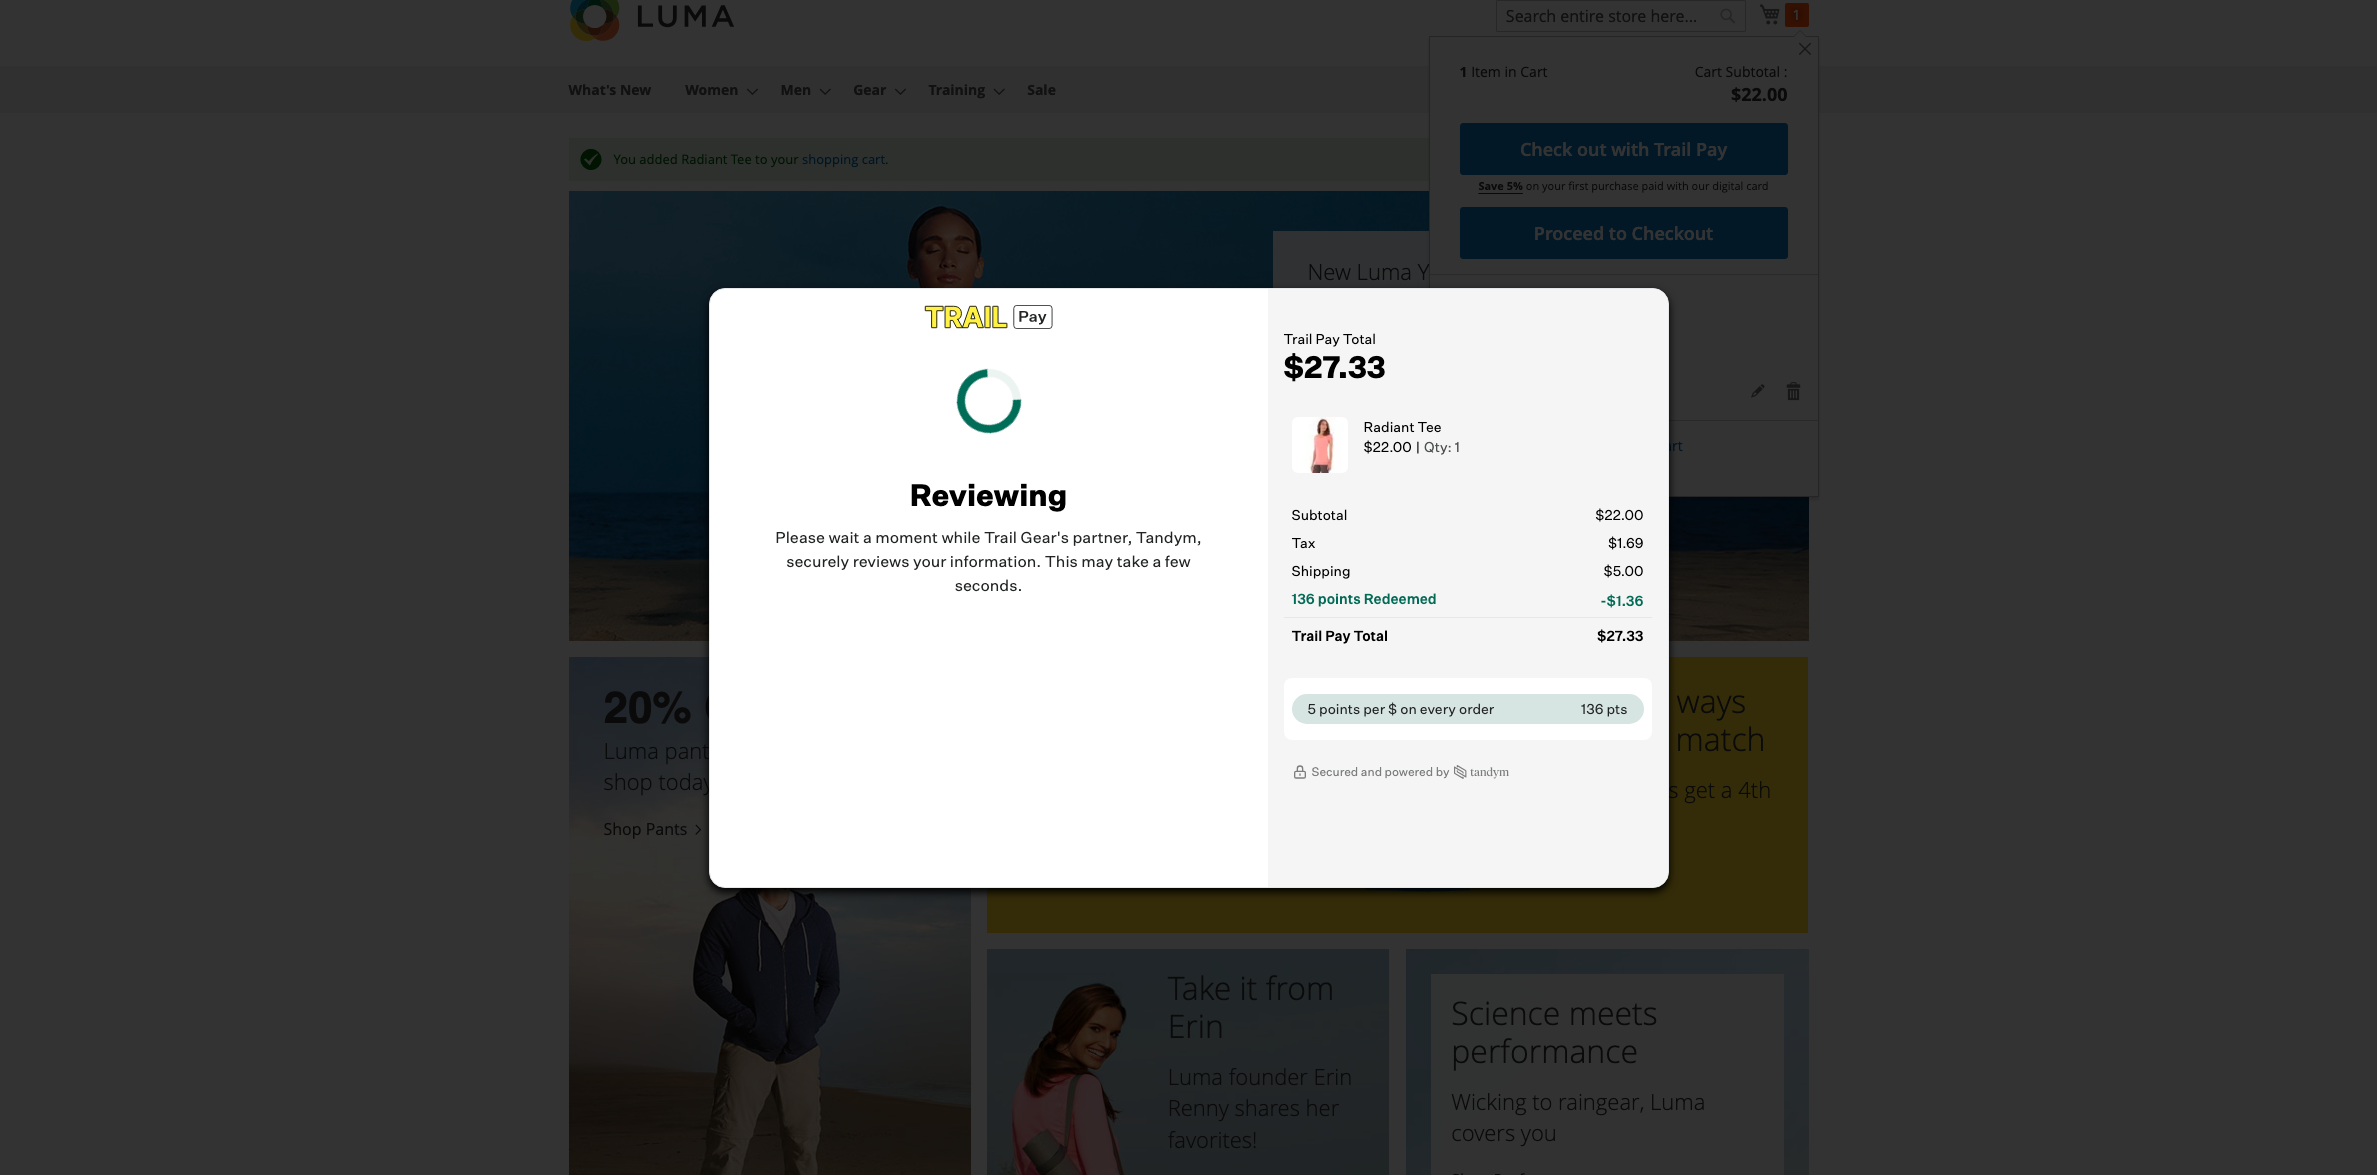 LUMA
Search entire store here...
1
1 Item in Cart
Cart Subtotal :
$22.00
What's New
Women
Men
Gear
Training
Sale
Check out with Trail Pay
Save 5% on your first purchase paid with our digital card
Proceed to Checkout
You added Radiant Tee to your shopping cart.
New Luma Y
TRAIL Pay
Reviewing
Please wait a moment while Trail Gear's partner, Tandym,
securely reviews your information. This may take a few
seconds.
Trail Pay Total
$27.33
Radiant Tee
$22.00 | Qty: 1
Subtotal $22.00
Tax $1.69
Shipping $5.00
136 points Redeemed -$1.36
Trail Pay Total $27.33
5 points per $ on every order 136 pts
Secured and powered by tandym
20%
Luma pant
shop today
Shop Pants
ways
match
s get a 4th
Take it from
Erin
Luma founder Erin
Renny shares her
favorites!
Science meets
performance
Wicking to raingear, Luma
covers you